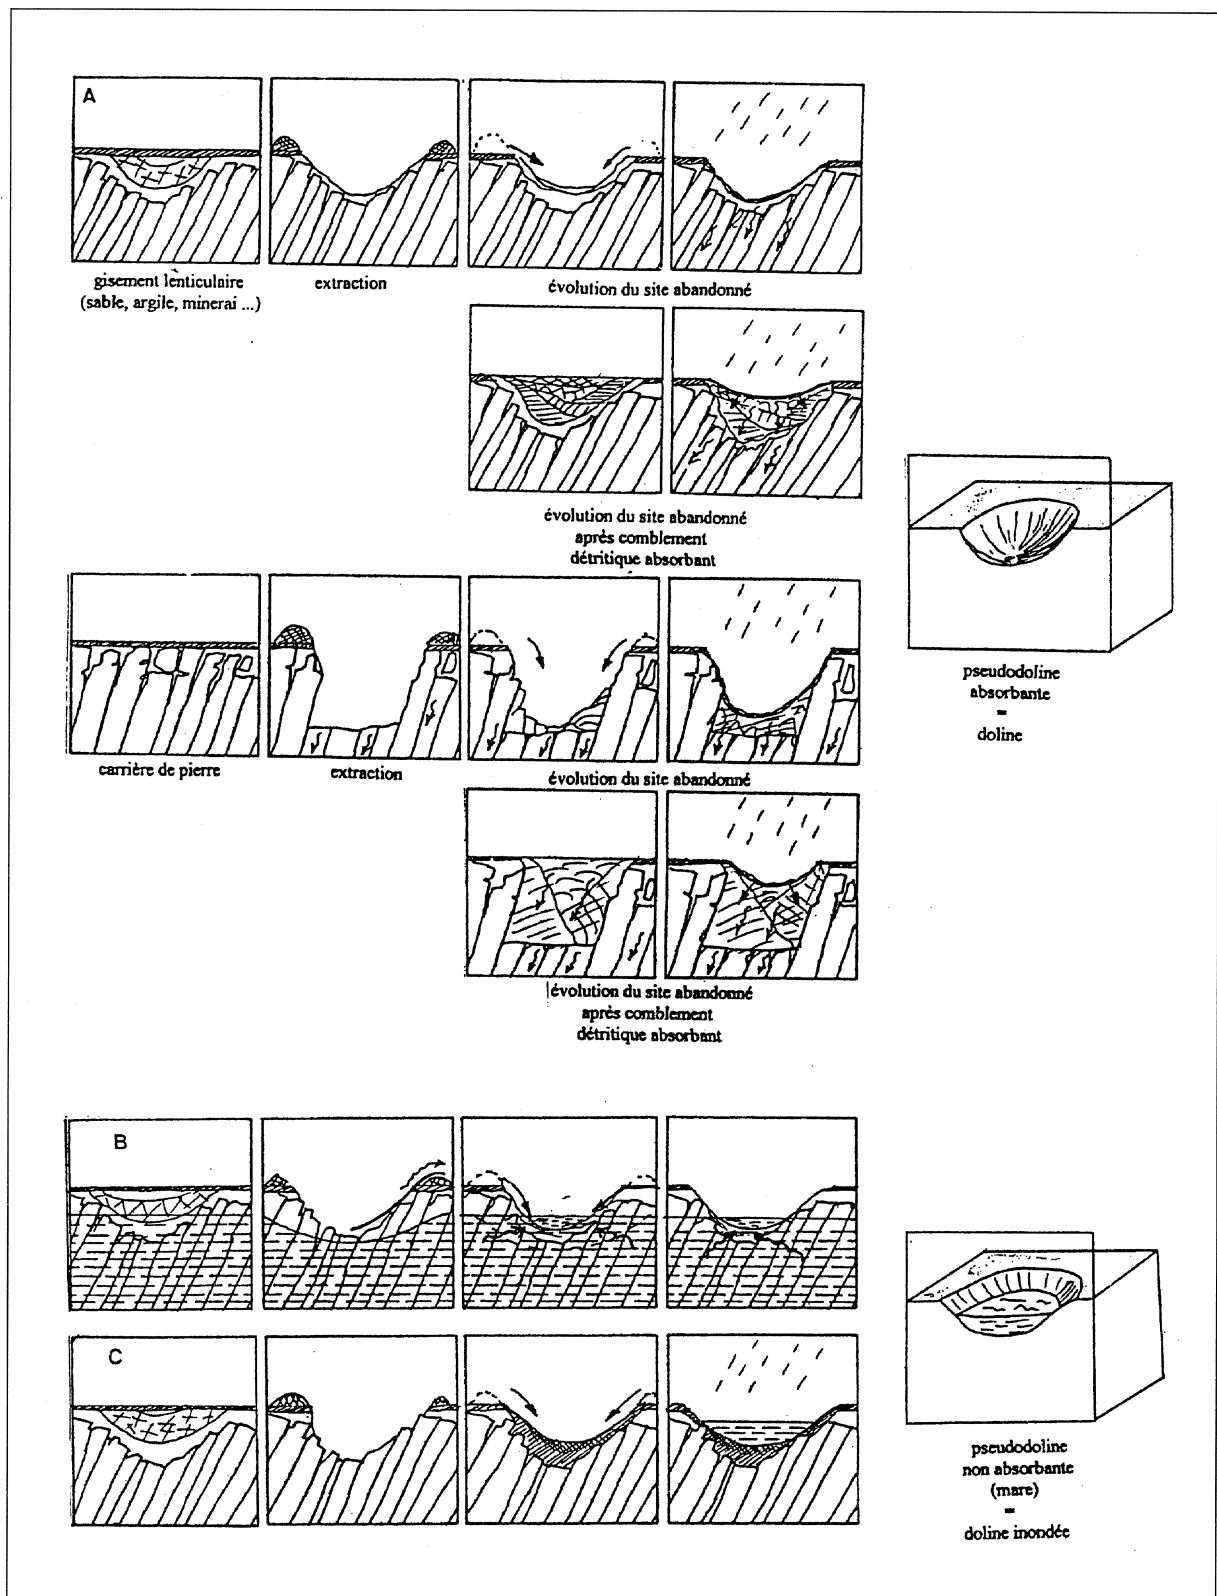 A
gisement lenticulaire
(sable, argile, minerai ...)
extraction
évolution du site abandonné
évolution du site abandonné
après comblement
détritique absorbant
pseudodoline
absorbante
=
doline
carrière de pierre
extraction
évolution du site abandonné
évolution du site abandonné
après comblement
détritique absorbant
B
C
pseudodoline
non absorbante
(mare)
=
doline inondée